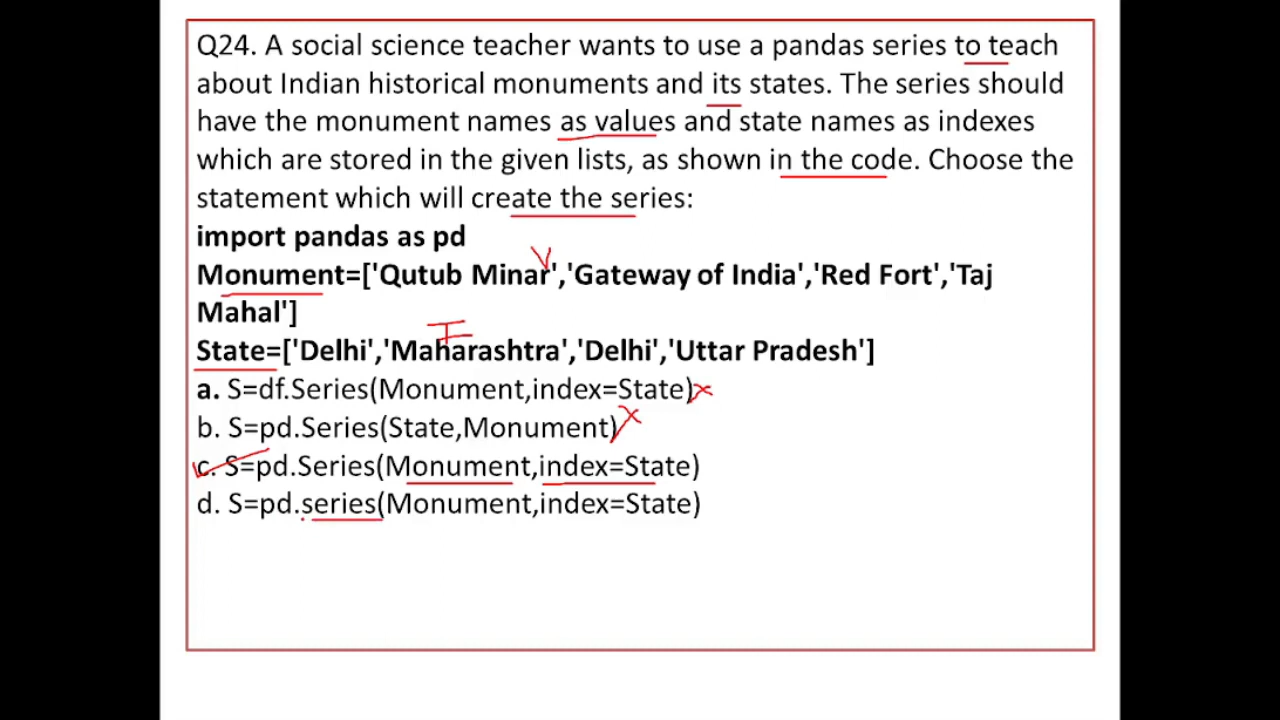 Q24. A social science teacher wants to use a pandas series to teach
about Indian historical monuments and its states. The series should
have the monument names as values and state names as indexes
which are stored in the given lists, as shown in the code. Choose the
statement which will create the series:
import pandas as pd
V
Monument=['Qutub Minar','Gateway of India','Red Fort','Taj
Mahal']
I
State=['Delhi','Maharashtra','Delhi','Uttar Pradesh']
a. S=df.Series(Monument,index=State)
b. S=pd.Series(State,Monument)
c. S=pd.Series(Monument,index=State)
d. S=pd.series(Monument,index=State)